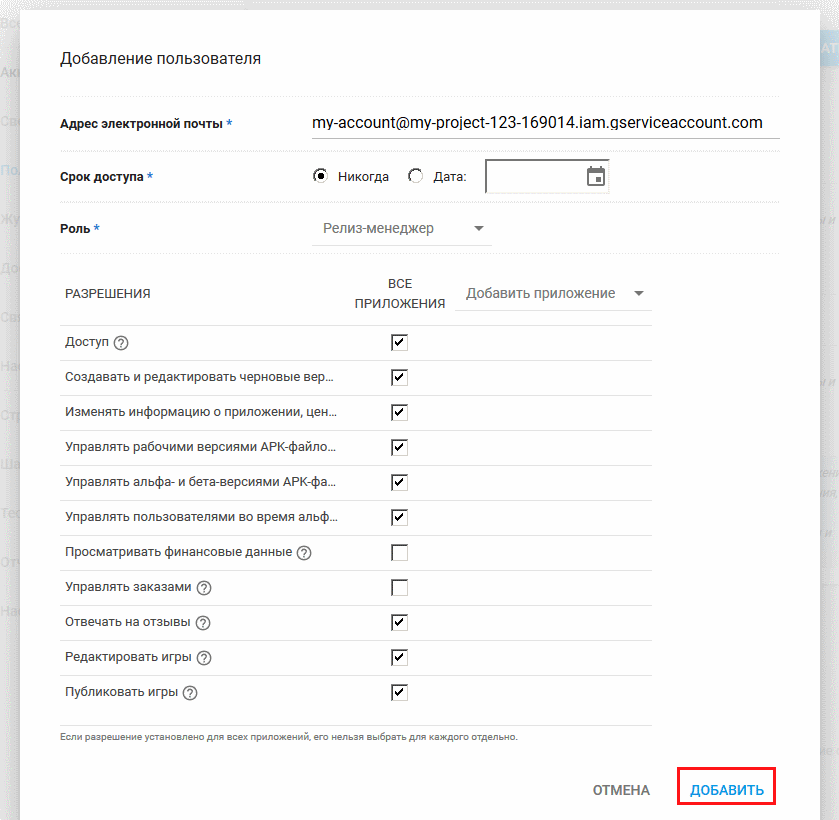 Добавление пользователя
Адрес электронной почты * my-account@my-project-123-169014.iam.gserviceaccount.com
Срок доступа * Никогда Дата:
Роль * Релиз-менеджер
РАЗРЕШЕНИЯ ВСЕ ПРИЛОЖЕНИЯ Добавить приложение
Доступ ?
Создавать и редактировать черновые вер…
Изменять информацию о приложении, цен…
Управлять рабочими версиями APK-файло…
Управлять альфа- и бета-версиями APK-фа…
Управлять пользователями во время альф…
Просматривать финансовые данные ?
Управлять заказами ?
Отвечать на отзывы ?
Редактировать игры ?
Публиковать игры ?
Если разрешение установлено для всех приложений, его нельзя выбрать для каждого отдельно.
ОТМЕНА ДОБАВИТЬ